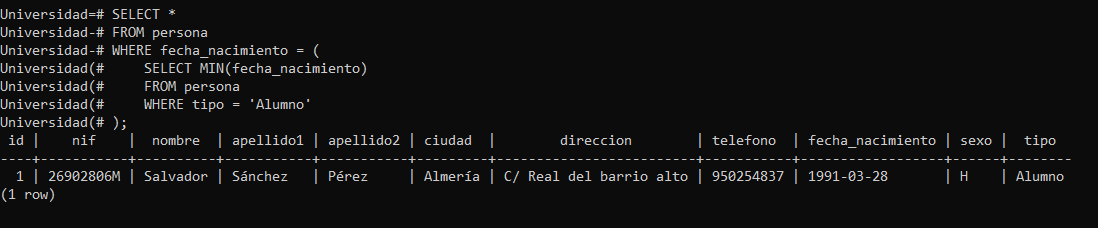 Universidad=# SELECT *
Universidad-# FROM persona
Universidad-# WHERE fecha_nacimiento = (
Universidad(#     SELECT MIN(fecha_nacimiento)
Universidad(#     FROM persona
Universidad(#     WHERE tipo = 'Alumno'
Universidad(# );
 id |    nif    |  nombre  | apellido1 | apellido2 | ciudad  |        direccion        | telefono  | fecha_nacimiento | sexo |  tipo
----+-----------+----------+-----------+-----------+---------+-------------------------+-----------+------------------+------+--------
  1 | 26902806M | Salvador | Sánchez   | Pérez     | Almería | C/ Real del barrio alto | 950254837 | 1991-03-28       | H    | Alumno
(1 row)